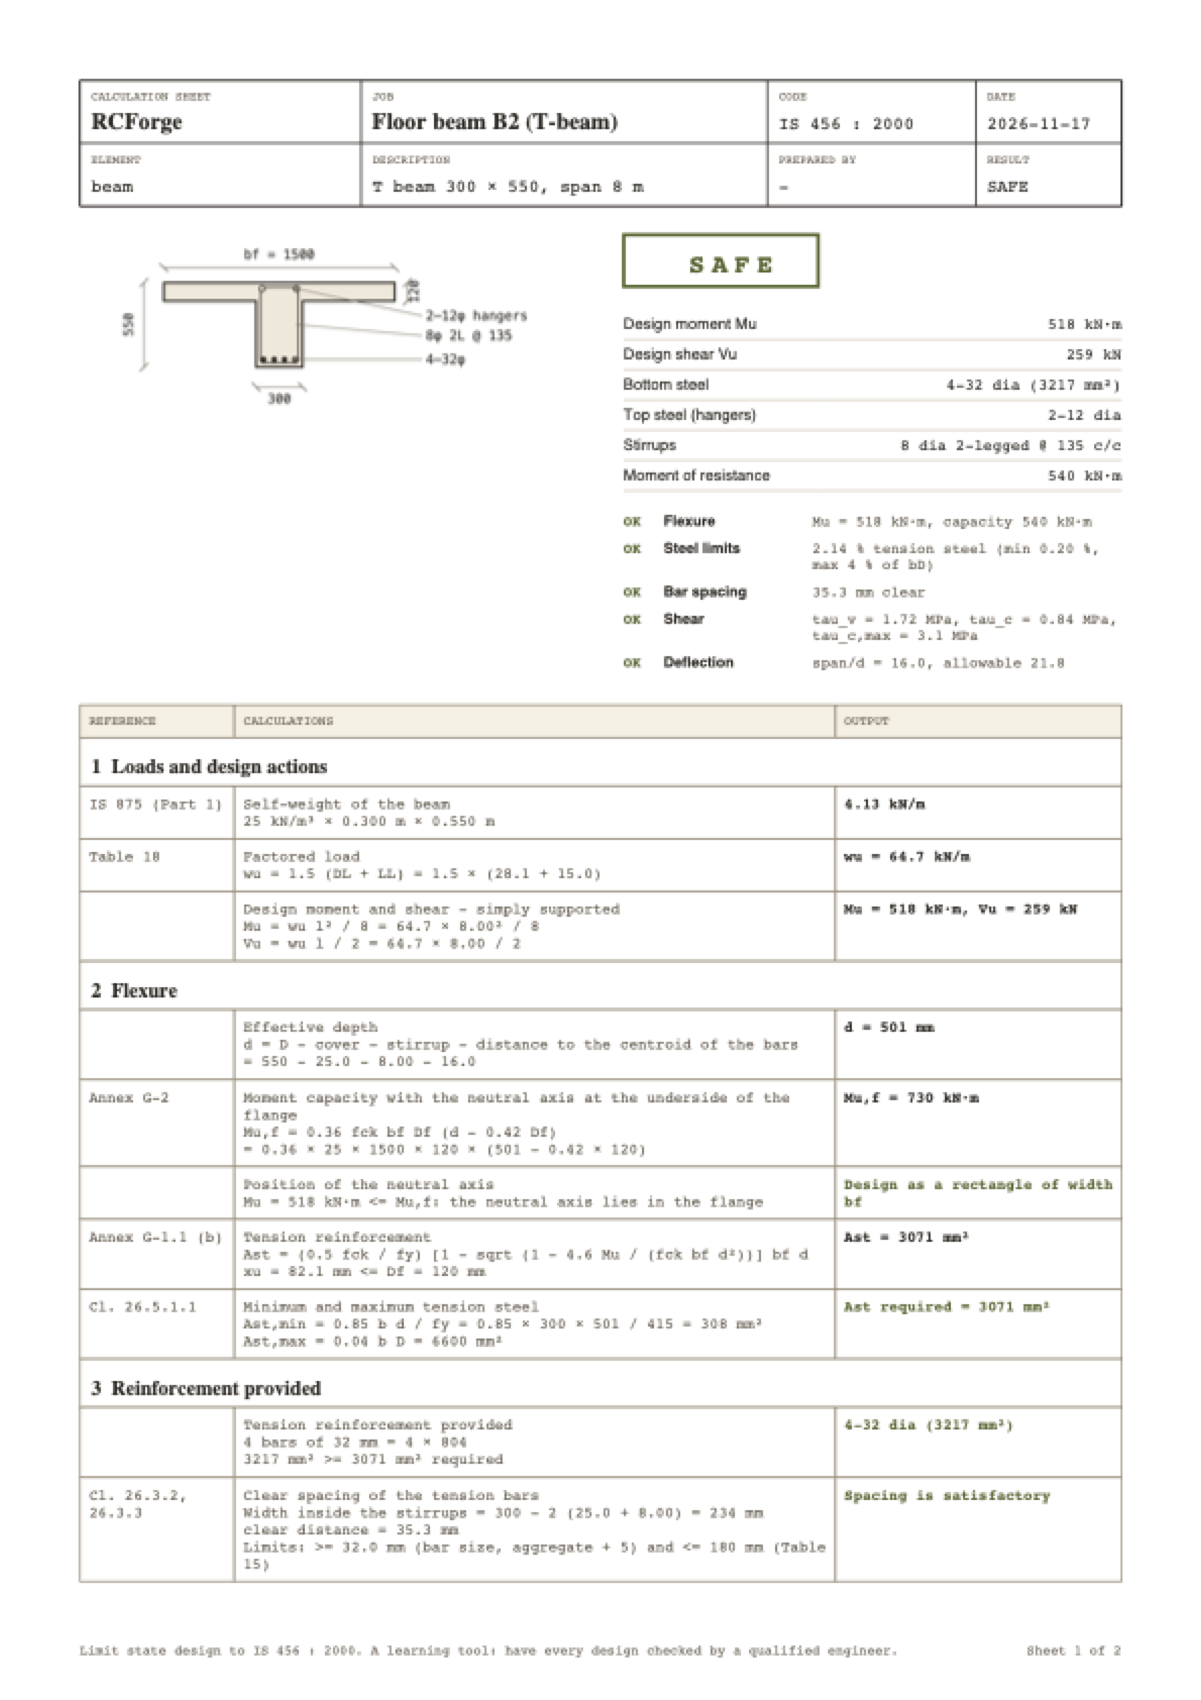 CALCULATION SHEET
RCForge
JOB
Floor beam B2 (T-beam)
CODE
IS 456 : 2000
DATE
2026-11-17
ELEMENT
beam
DESCRIPTION
T beam 300 × 550, span 8 m
PREPARED BY
–
RESULT
SAFE
bf = 1500
120
550
2-12φ hangers
8φ 2L @ 135
4-32φ
300
SAFE
Design moment Mu 518 kN·m
Design shear Vu 259 kN
Bottom steel 4-32 dia (3217 mm²)
Top steel (hangers) 2-12 dia
Stirrups 8 dia 2-legged @ 135 c/c
Moment of resistance 540 kN·m
OK Flexure Mu = 518 kN·m, capacity 540 kN·m
OK Steel limits 2.14 % tension steel (min 0.20 %,
max 4 % of bD)
OK Bar spacing 35.3 mm clear
OK Shear tau_v = 1.72 MPa, tau_c = 0.84 MPa,
tau_c,max = 3.1 MPa
OK Deflection span/d = 16.0, allowable 21.8
REFERENCE CALCULATIONS OUTPUT
1 Loads and design actions
IS 875 (Part 1) Self-weight of the beam 4.13 kN/m
25 kN/m³ × 0.300 m × 0.550 m
Table 18 Factored load wu = 64.7 kN/m
wu = 1.5 (DL + LL) = 1.5 × (28.1 + 15.0)
Design moment and shear – simply supported Mu = 518 kN·m, Vu = 259 kN
Mu = wu l² / 8 = 64.7 × 8.00² / 8
Vu = wu l / 2 = 64.7 × 8.00 / 2
2 Flexure
Effective depth d = 501 mm
d = D – cover – stirrup – distance to the centroid of the bars
= 550 – 25.0 – 8.00 – 16.0
Annex G-2 Moment capacity with the neutral axis at the underside of the Mu,f = 730 kN·m
flange
Mu,f = 0.36 fck bf Df (d – 0.42 Df)
= 0.36 × 25 × 1500 × 120 × (501 – 0.42 × 120)
Position of the neutral axis Design as a rectangle of width
Mu = 518 kN·m <= Mu,f: the neutral axis lies in the flange bf
Annex G-1.1 (b) Tension reinforcement Ast = 3071 mm²
Ast = (0.5 fck / fy) [1 – sqrt (1 – 4.6 Mu / (fck bf d²))] bf d
xu = 82.1 mm <= Df = 120 mm
Cl. 26.5.1.1 Minimum and maximum tension steel Ast required = 3071 mm²
Ast,min = 0.85 b d / fy = 0.85 × 300 × 501 / 415 = 308 mm²
Ast,max = 0.04 b D = 6600 mm²
3 Reinforcement provided
Tension reinforcement provided 4-32 dia (3217 mm²)
4 bars of 32 mm = 4 × 804
3217 mm² >= 3071 mm² required
Cl. 26.3.2, Clear spacing of the tension bars Spacing is satisfactory
26.3.3 Width inside the stirrups = 300 – 2 (25.0 + 8.00) = 234 mm
clear distance = 35.3 mm
Limits: >= 32.0 mm (bar size, aggregate + 5) and <= 180 mm (Table
15)
Limit state design to IS 456 : 2000. A learning tool: have every design checked by a qualified engineer. Sheet 1 of 2